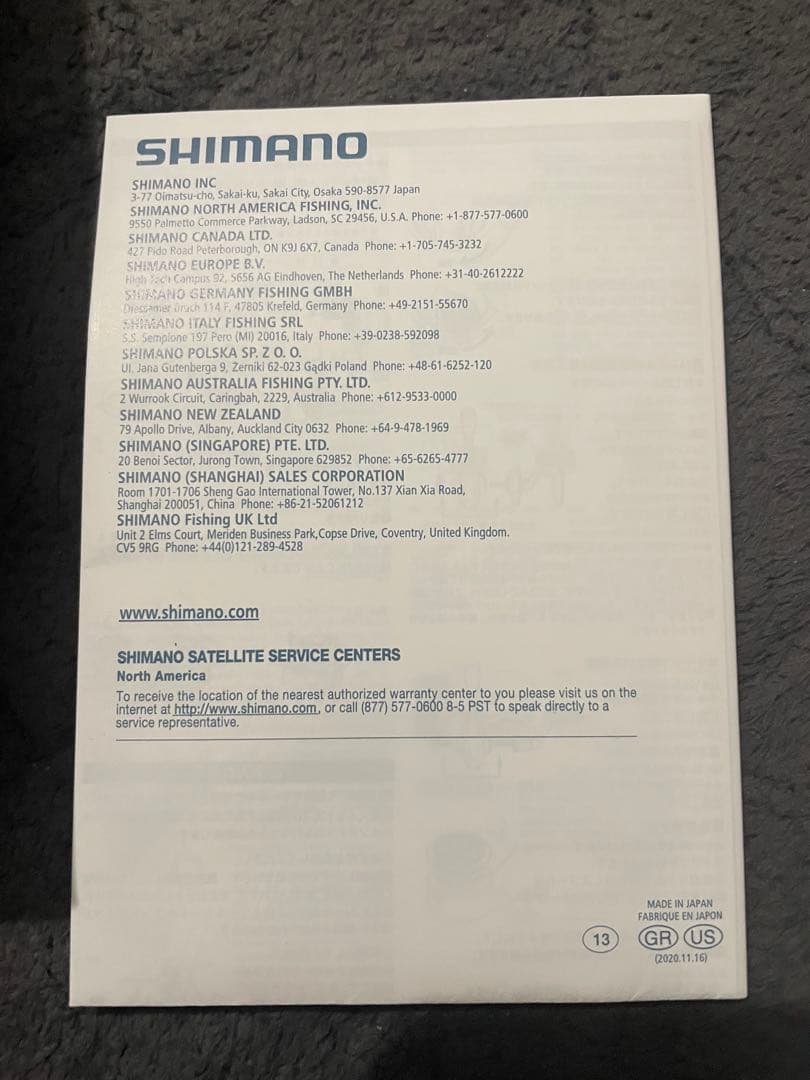 SHIMANO
SHIMANO INC
3-77 Oimatsu-cho, Sakai-ku, Sakai City, Osaka 590-8577 Japan
SHIMANO NORTH AMERICA FISHING, INC.
9550 Palmetto Commerce Parkway, Ladson, SC 29456, U.S.A. Phone: +1-877-577-0600
SHIMANO CANADA LTD.
427 Pido Road Peterborough, ON K9J 6X7, Canada Phone: +1-705-745-3232
SHIMANO EUROPE B.V.
High Tech Campus 92, 5656 AG Eindhoven, The Netherlands Phone: +31-40-2612222
SHIMANO GERMANY FISHING GMBH
114 F, 47805 Krefeld, Germany Phone: +49-2151-55670
SHIMANO ITALY FISHING SRL
S.S. Sempione 197 Pero (MI) 20016, Italy Phone: +39-0238-592098
SHIMANO POLSKA SP. Z O. O.
Ul. Jana Gutenberga 9, Żerniki 62-023 Gądki Poland Phone: +48-61-6252-120
SHIMANO AUSTRALIA FISHING PTY. LTD.
2 Wurrook Circuit, Caringbah, 2229, Australia Phone: +612-9533-0000
SHIMANO NEW ZEALAND
79 Apollo Drive, Albany, Auckland City 0632 Phone: +64-9-478-1969
SHIMANO (SINGAPORE) PTE. LTD.
20 Benoi Sector, Jurong Town, Singapore 629852 Phone: +65-6265-4777
SHIMANO (SHANGHAI) SALES CORPORATION
Room 1701-1706 Sheng Gao International Tower, No.137 Xian Xia Road,
Shanghai 200051, China Phone: +86-21-52061212
SHIMANO Fishing UK Ltd
Unit 2 Elms Court, Meriden Business Park,Copse Drive, Coventry, United Kingdom.
CV5 9RG Phone: +44(0)121-289-4528
www.shimano.com
SHIMANO SATELLITE SERVICE CENTERS
North America
To receive the location of the nearest authorized warranty center to you please visit us on the
internet at http://www.shimano.com, or call (877) 577-0600 8-5 PST to speak directly to a
service representative.
MADE IN JAPAN
FABRIQUE EN JAPON
13 GR US
(2020.11.16)